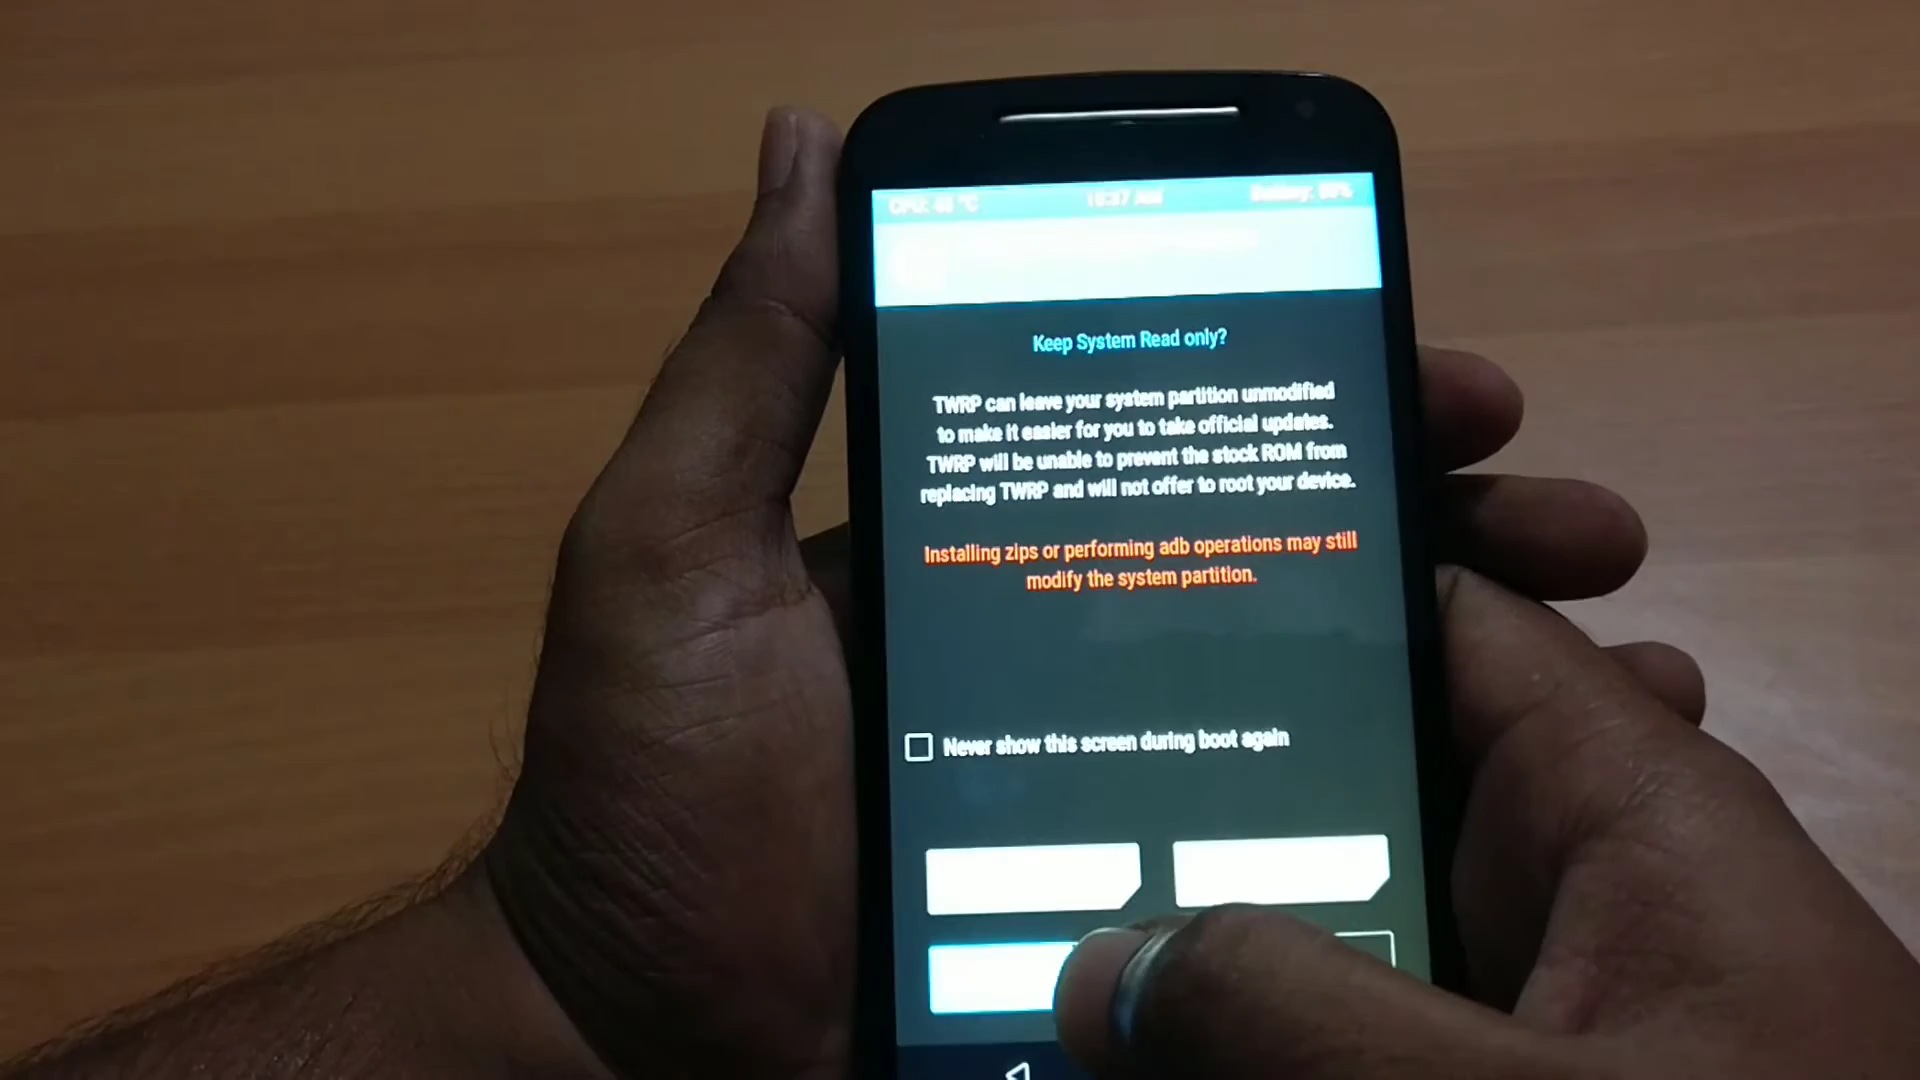 Keep System Read only?
TWRP can leave your system partition unmodified
to make it easier for you to take official updates.
TWRP will be unable to prevent the stock ROM from
replacing TWRP and will not offer to root your device.
Installing zips or performing adb operations may still
modify the system partition.
Never show this screen during boot again